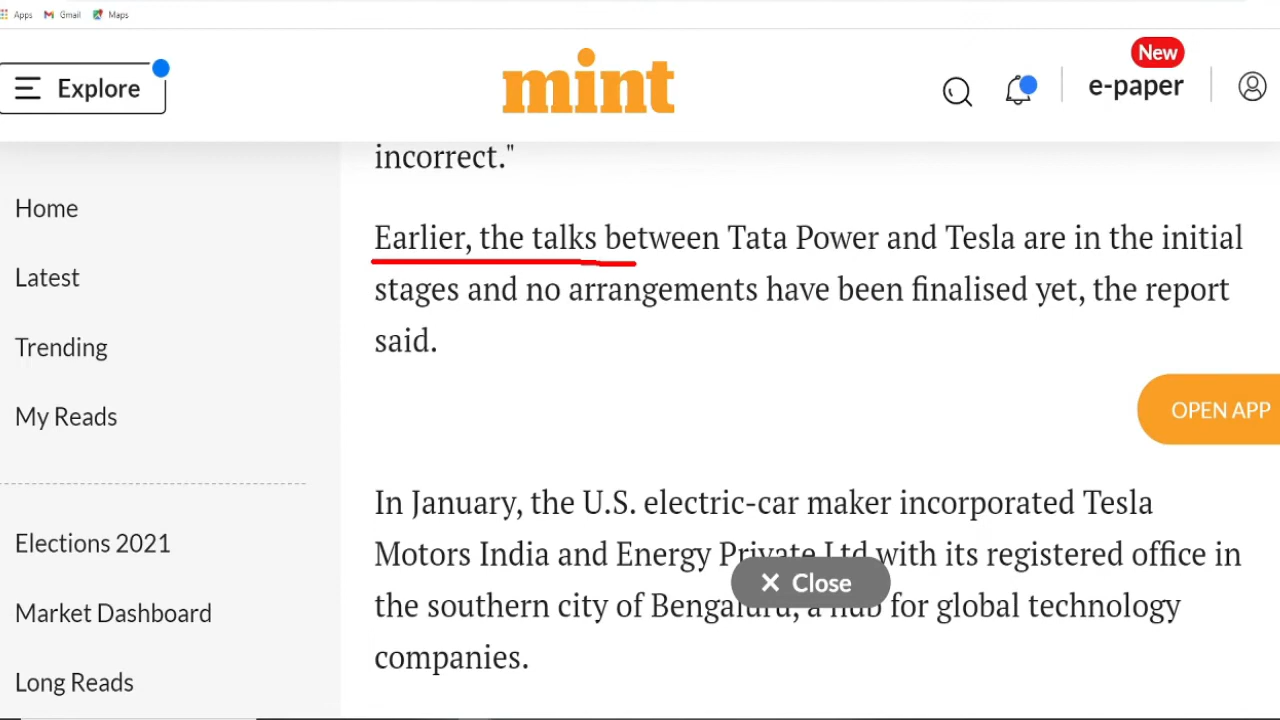 Apps Gmail Maps
Explore
mint
New
e-paper
incorrect."
Home
Earlier, the talks between Tata Power and Tesla are in the initial
Latest
stages and no arrangements have been finalised yet, the report
Trending
said.
My Reads
OPEN APP
In January, the U.S. electric-car maker incorporated Tesla
Elections 2021
Motors India and Energy Private Ltd with its registered office in
Close
Market Dashboard
the southern city of Bengaluru, a hub for global technology
Long Reads
companies.